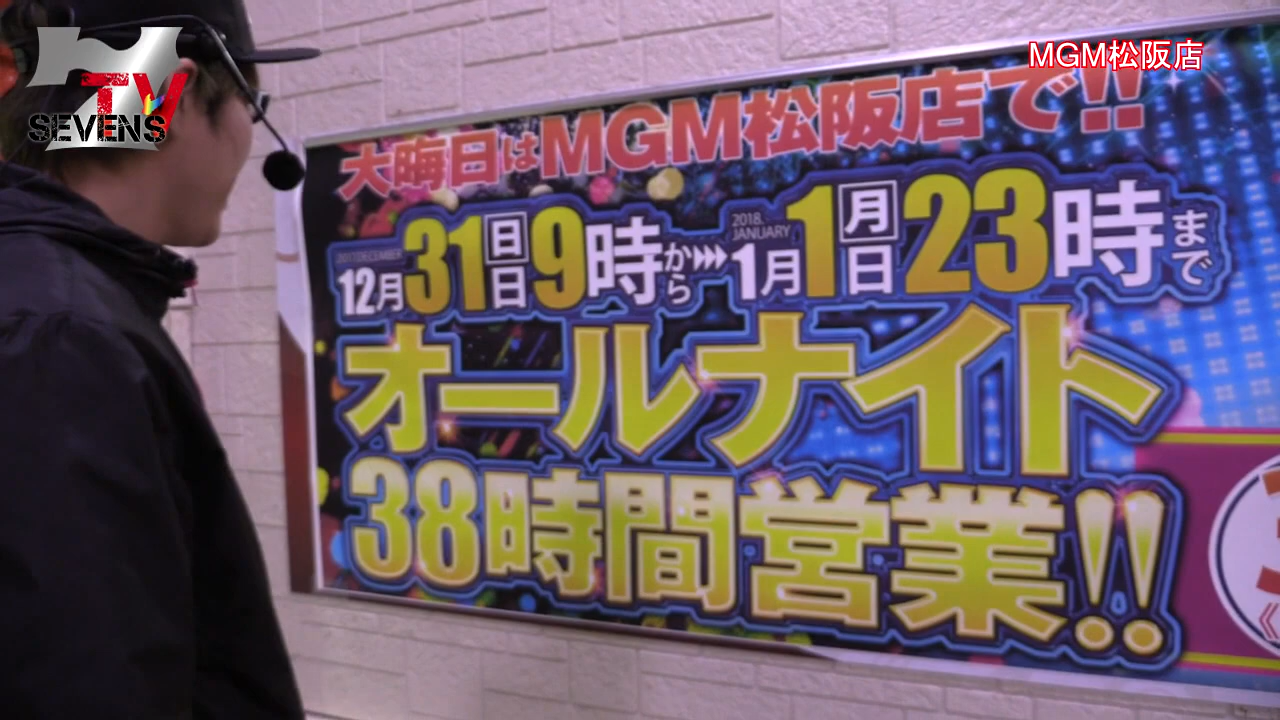 7
TV
SEVENS
MGM松阪店
大晦日はMGM松阪店で!!
2017.DECEMBER
12月31日日9時から
2018.JANUARY
1月1月日23時まで
オールナイト
38時間営業!!